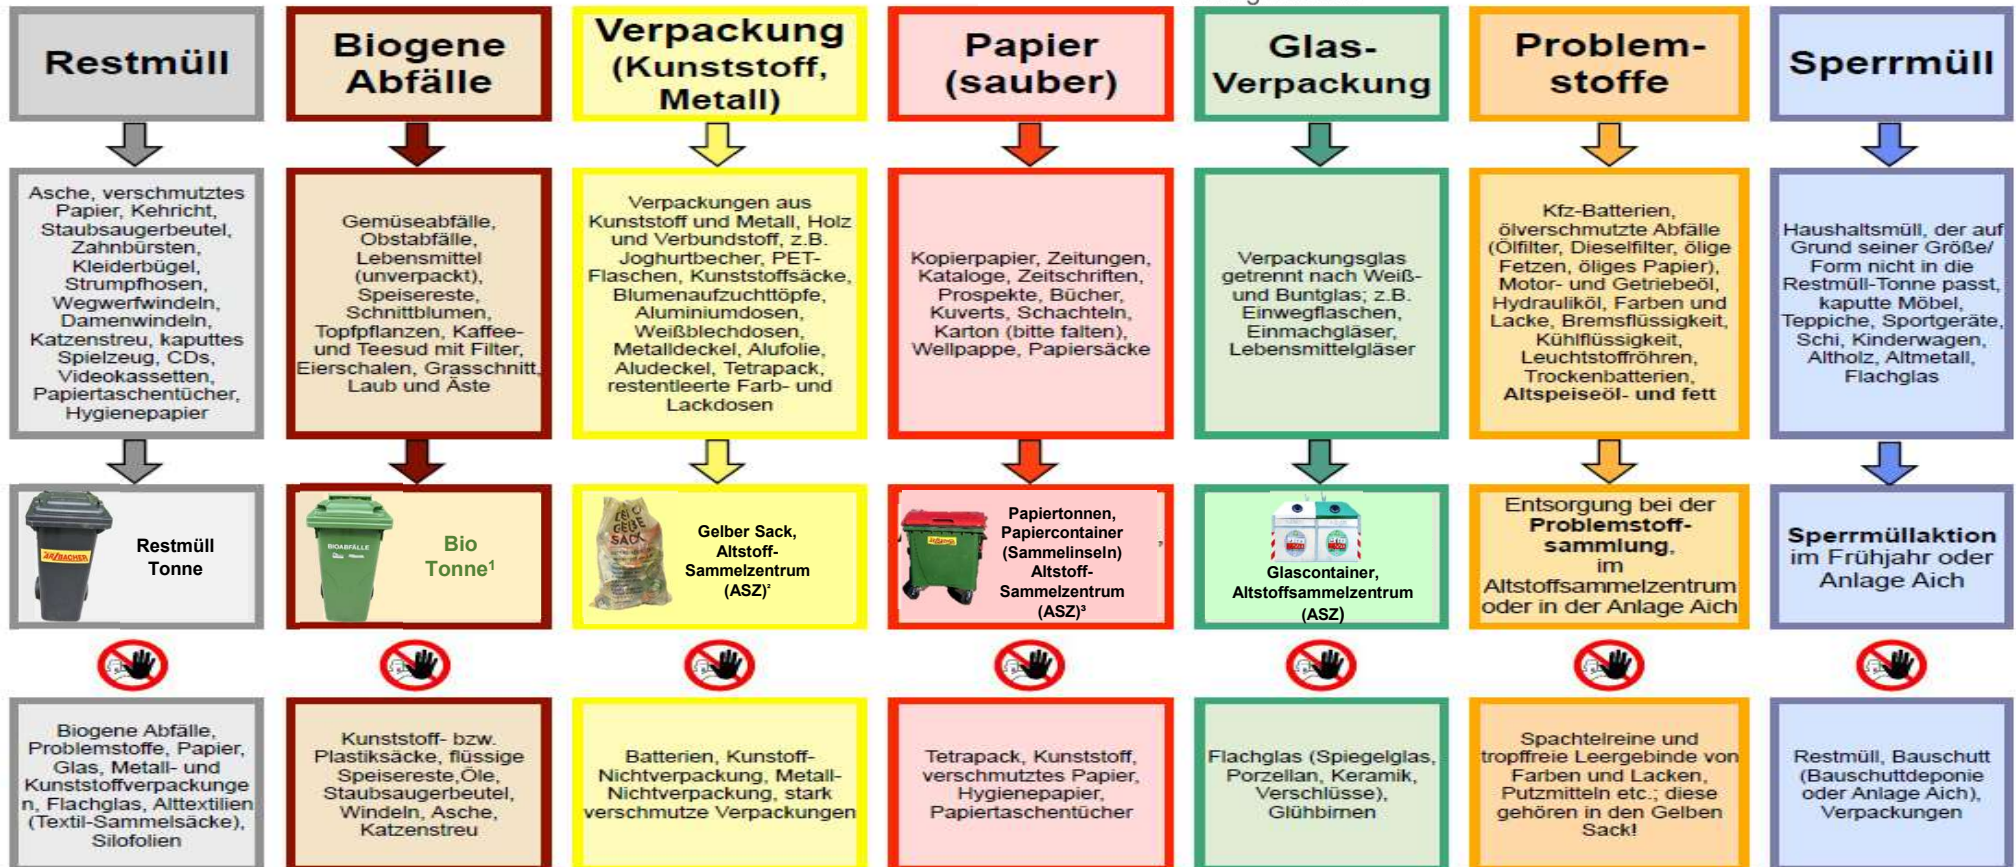 Restmüll
Biogene
Abfälle
Verpackung
(Kunststoff,
Metall)
Papier
(sauber)
Glas-
Verpackung
Problem-
stoffe
Sperrmüll
Asche, verschmutztes
Papier, Kehricht,
Staubsaugerbeutel,
Zahnbürsten,
Kleiderbügel,
Strumpfhosen,
Wegwerfwindeln,
Damenwindeln,
Katzenstreu, kaputtes
Spielzeug, CDs,
Videokassetten,
Papiertaschentücher,
Hygienepapier
Gemüseabfälle,
Obstabfälle,
Lebensmittel
(unverpackt),
Speisereste,
Schnittblumen,
Topfpflanzen, Kaffee-
und Teesud mit Filter,
Eierschalen, Grasschnitt,
Laub und Äste
Verpackungen aus
Kunststoff und Metall, Holz
und Verbundstoff, z.B.
Joghurtbecher, PET-
Flaschen, Kunststoffsäcke,
Blumenaufzuchttöpfe,
Aluminiumdosen,
Weißblechdosen,
Metalldeckel, Alufolie,
Aludeckel, Tetrapack,
restentleerte Farb- und
Lackdosen
Kopierpapier, Zeitungen,
Kataloge, Zeitschriften,
Prospekte, Bücher,
Kuverts, Schachteln,
Karton (bitte falten),
Wellpappe, Papiersäcke
Verpackungsglas
getrennt nach Weiß-
und Buntglas; z.B.
Einwegflaschen,
Einmachgläser,
Lebensmittelgläser
Kfz-Batterien,
ölverschmutzte Abfälle
(Ölfilter, Dieselfilter, ölige
Fetzen, öliges Papier),
Motor- und Getriebeöl,
Hydrauliköl, Farben und
Lacke, Bremsflüssigkeit,
Kühlflüssigkeit,
Leuchtstoffröhren,
Trockenbatterien,
Altspeiseöl- und fett
Haushaltsmüll, der auf
Grund seiner Größe/
Form nicht in die
Restmüll-Tonne passt,
kaputte Möbel,
Teppiche, Sportgeräte,
Schi, Kinderwagen,
Altholz, Altmetall,
Flachglas
Restmüll
Tonne
BIOABFÄLLE
Bio
Tonne¹
GELBE
SACK
Gelber Sack,
Altstoff-
Sammelzentrum
(ASZ)²
Papiertonnen,
Papiercontainer
(Sammelinseln)
Altstoff-
Sammelzentrum
(ASZ)³
Glascontainer,
Altstoffsammelzentrum
(ASZ)
Entsorgung bei der
Problemstoff-
sammlung,
im
Altstoffsammelzentrum
oder in der Anlage Aich
Sperrmüllaktion
im Frühjahr oder
Anlage Aich
Biogene Abfälle,
Problemstoffe, Papier,
Glas, Metall- und
Kunststoffverpackunge
n, Flachglas, Alttextilien
(Textil-Sammelsäcke),
Silofolien
Kunststoff- bzw.
Plastiksäcke, flüssige
Speisereste,Öle,
Staubsaugerbeutel,
Windeln, Asche,
Katzenstreu
Batterien, Kunstoff-
Nichtverpackung, Metall-
Nichtverpackung, stark
verschmutze Verpackungen
Tetrapack, Kunststoff,
verschmutztes Papier,
Hygienepapier,
Papiertaschentücher
Flachglas (Spiegelglas,
Porzellan, Keramik,
Verschlüsse),
Glühbirnen
Spachtelreine und
tropffreie Leergebinde von
Farben und Lacken,
Putzmitteln etc.; diese
gehören in den Gelben
Sack!
Restmüll, Bauschutt
(Bauschuttdeponie
oder Anlage Aich),
Verpackungen